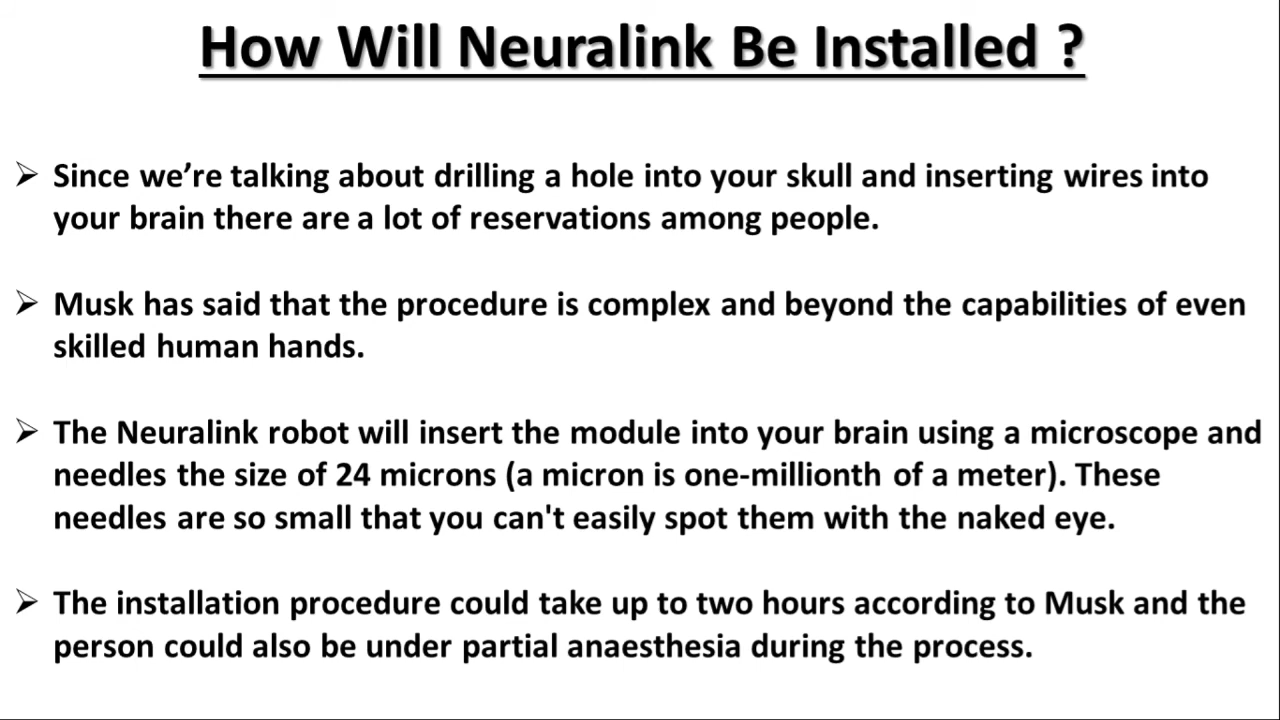 How Will Neuralink Be Installed ?
➢ Since we’re talking about drilling a hole into your skull and inserting wires into
your brain there are a lot of reservations among people.
➢ Musk has said that the procedure is complex and beyond the capabilities of even
skilled human hands.
➢ The Neuralink robot will insert the module into your brain using a microscope and
needles the size of 24 microns (a micron is one-millionth of a meter). These
needles are so small that you can't easily spot them with the naked eye.
➢ The installation procedure could take up to two hours according to Musk and the
person could also be under partial anaesthesia during the process.